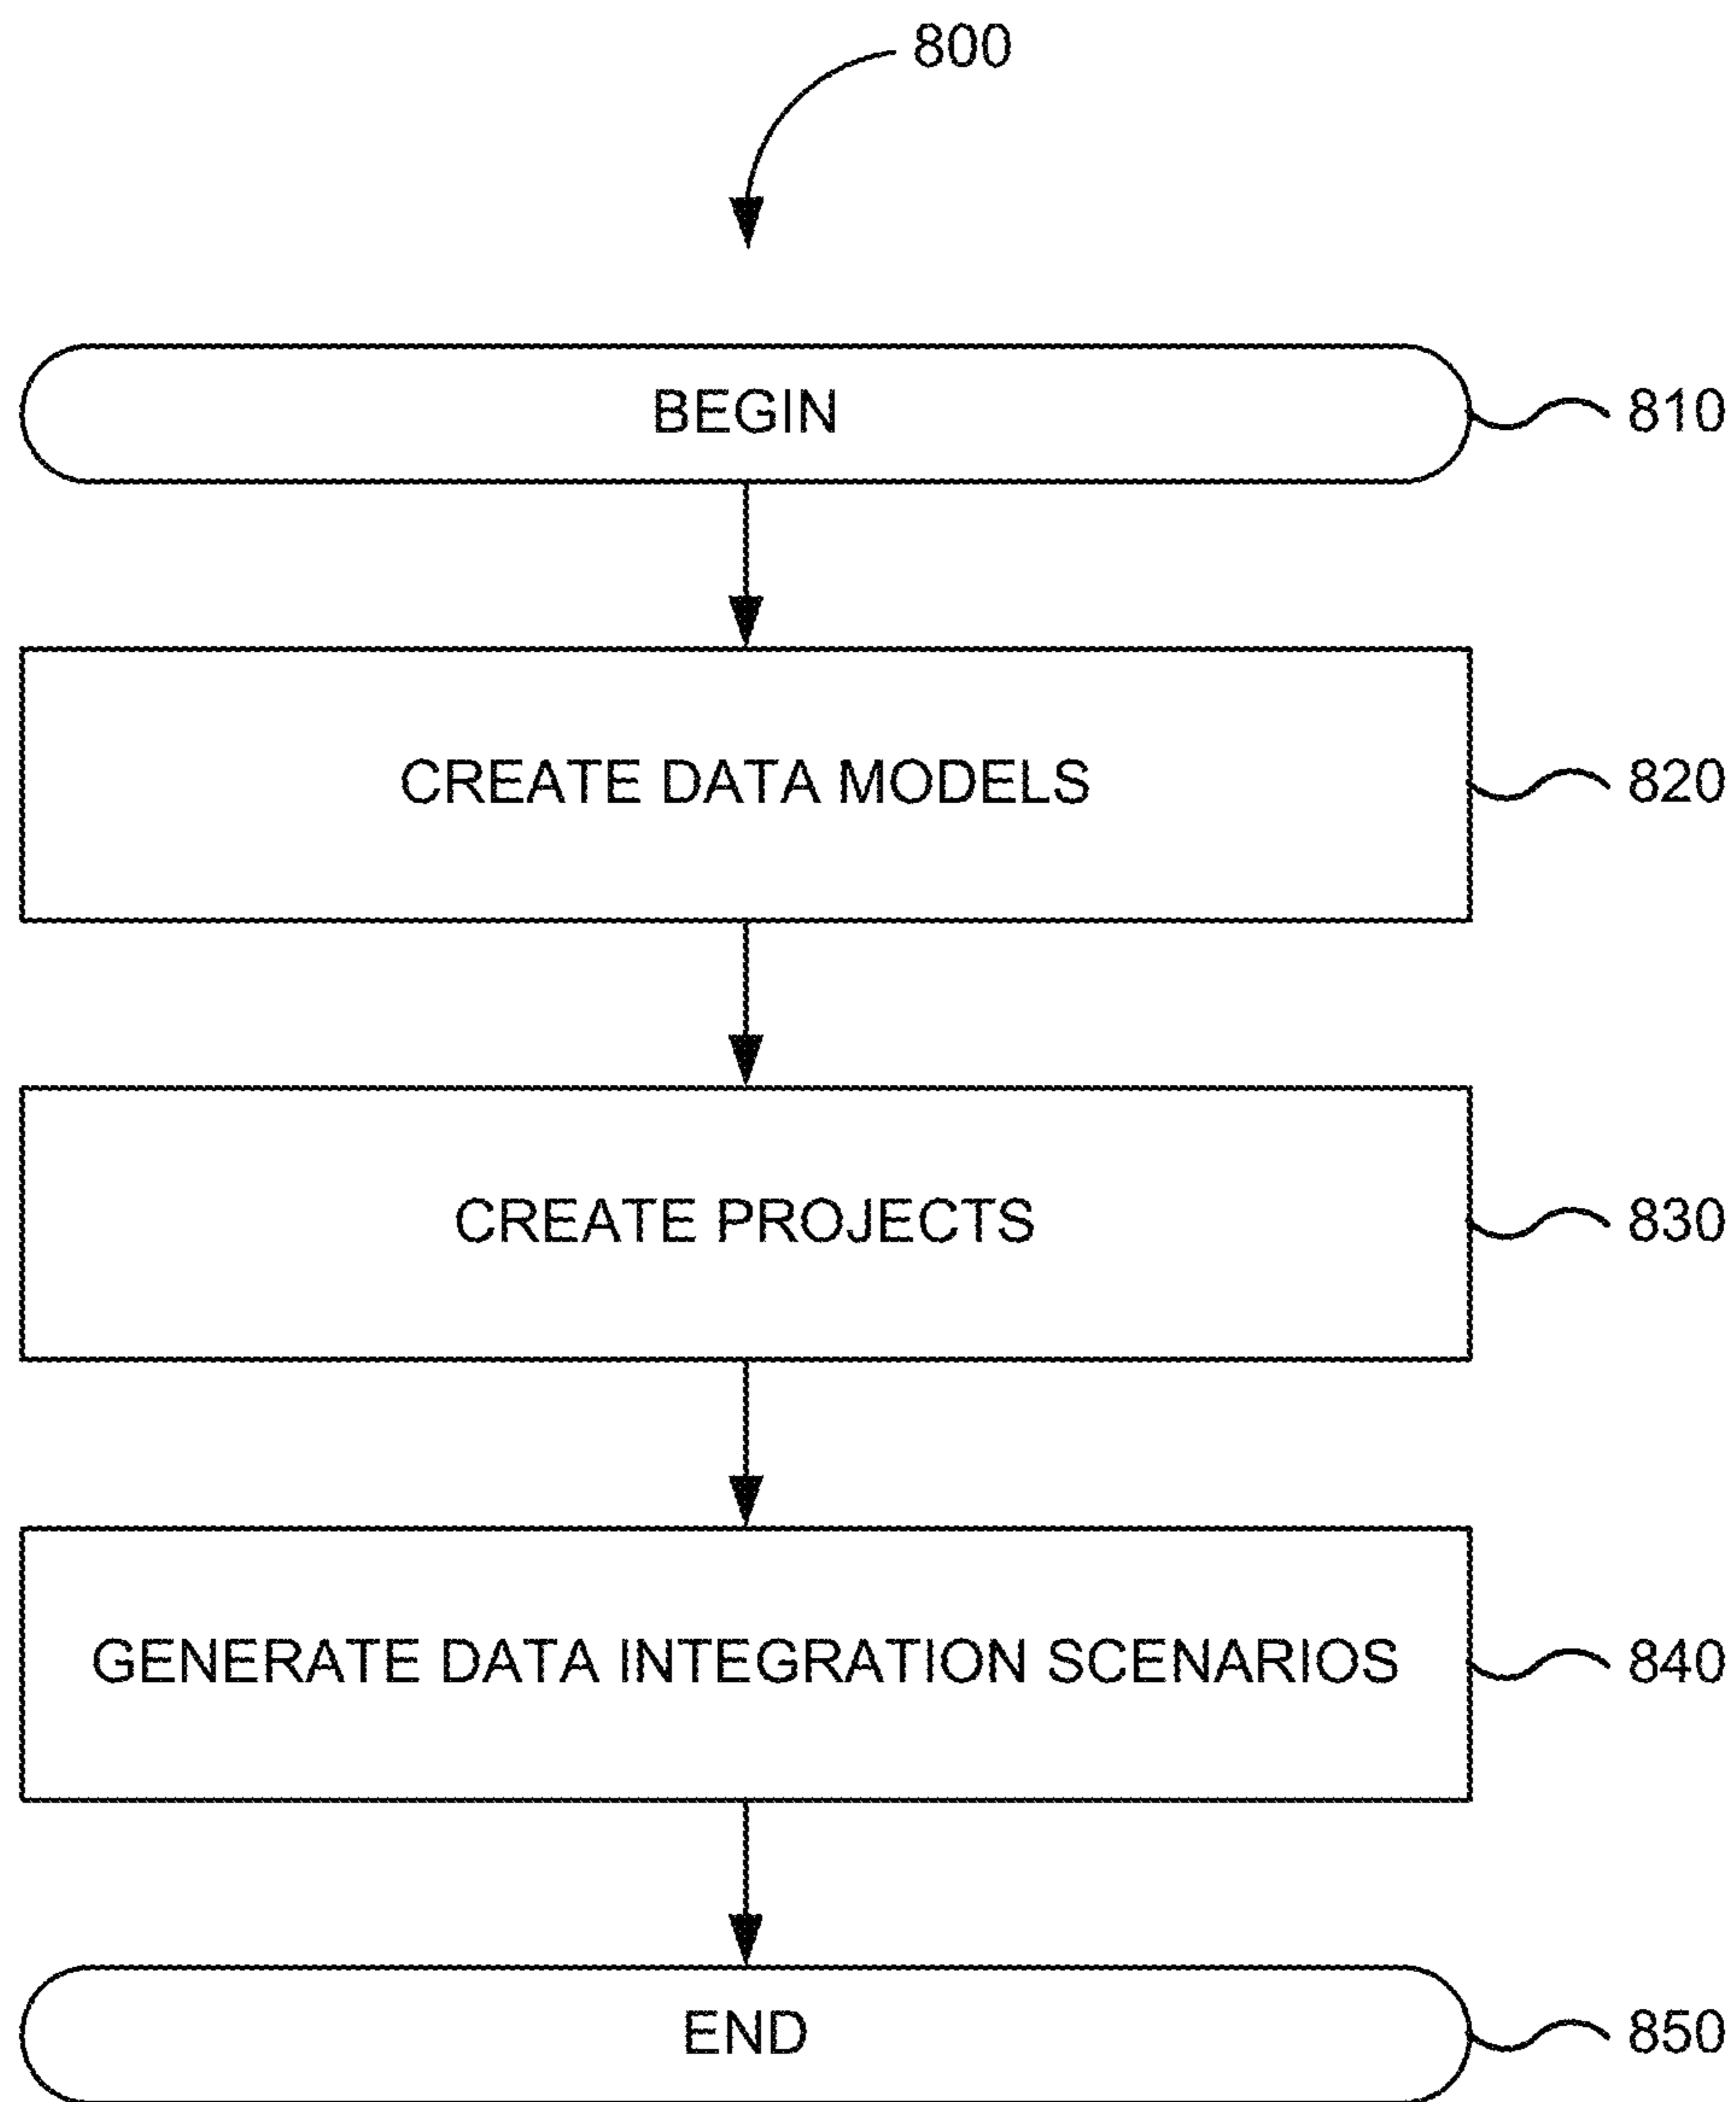 800
BEGIN
810
CREATE DATA MODELS
820
CREATE PROJECTS
830
GENERATE DATA INTEGRATION SCENARIOS
840
END
850